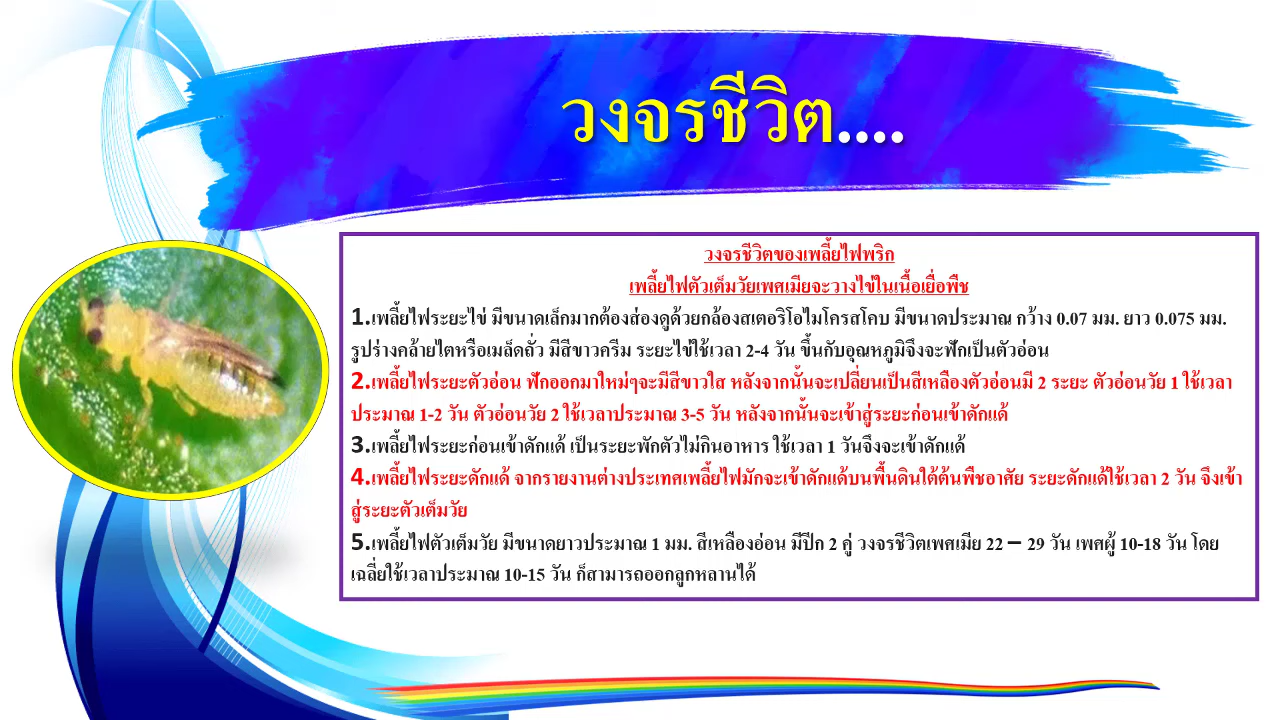 วงจรชีวิต....
วงจรชีวิตของเพลี้ยไฟพริก
เพลี้ยไฟตัวเต็มวัยเพศเมียจะวางไข่ในเนื้อเยื่อพืช
1.เพลี้ยไฟระยะไข่ มีขนาดเล็กมากต้องส่องดูด้วยกล้องสเตอริโอไมโครสโคบ มีขนาดประมาณ กว้าง 0.07 มม. ยาว 0.075 มม.
รูปร่างคล้ายไตหรือเมล็ดถั่ว มีสีขาวครีม ระยะไข่ใช้เวลา 2-4 วัน ขึ้นกับอุณหภูมิจึงจะฟักเป็นตัวอ่อน
2.เพลี้ยไฟระยะตัวอ่อน ฟักออกมาใหม่ๆจะมีสีขาวใส หลังจากนั้นจะเปลี่ยนเป็นสีเหลืองตัวอ่อนมี 2 ระยะ ตัวอ่อนวัย 1 ใช้เวลา
ประมาณ 1-2 วัน ตัวอ่อนวัย 2 ใช้เวลาประมาณ 3-5 วัน หลังจากนั้นจะเข้าสู่ระยะก่อนเข้าดักแด้
3.เพลี้ยไฟระยะก่อนเข้าดักแด้ เป็นระยะพักตัวไม่กินอาหาร ใช้เวลา 1 วันจึงจะเข้าดักแด้
4.เพลี้ยไฟระยะดักแด้ จากรายงานต่างประเทศเพลี้ยไฟมักจะเข้าดักแด้บนพื้นดินใต้ต้นพืชอาศัย ระยะดักแด้ใช้เวลา 2 วัน จึงเข้า
สู่ระยะตัวเต็มวัย
5.เพลี้ยไฟตัวเต็มวัย มีขนาดยาวประมาณ 1 มม. สีเหลืองอ่อน มีปีก 2 คู่ วงจรชีวิตเพศเมีย 22 – 29 วัน เพศผู้ 10-18 วัน โดย
เฉลี่ยใช้เวลาประมาณ 10-15 วัน ก็สามารถออกลูกหลานได้